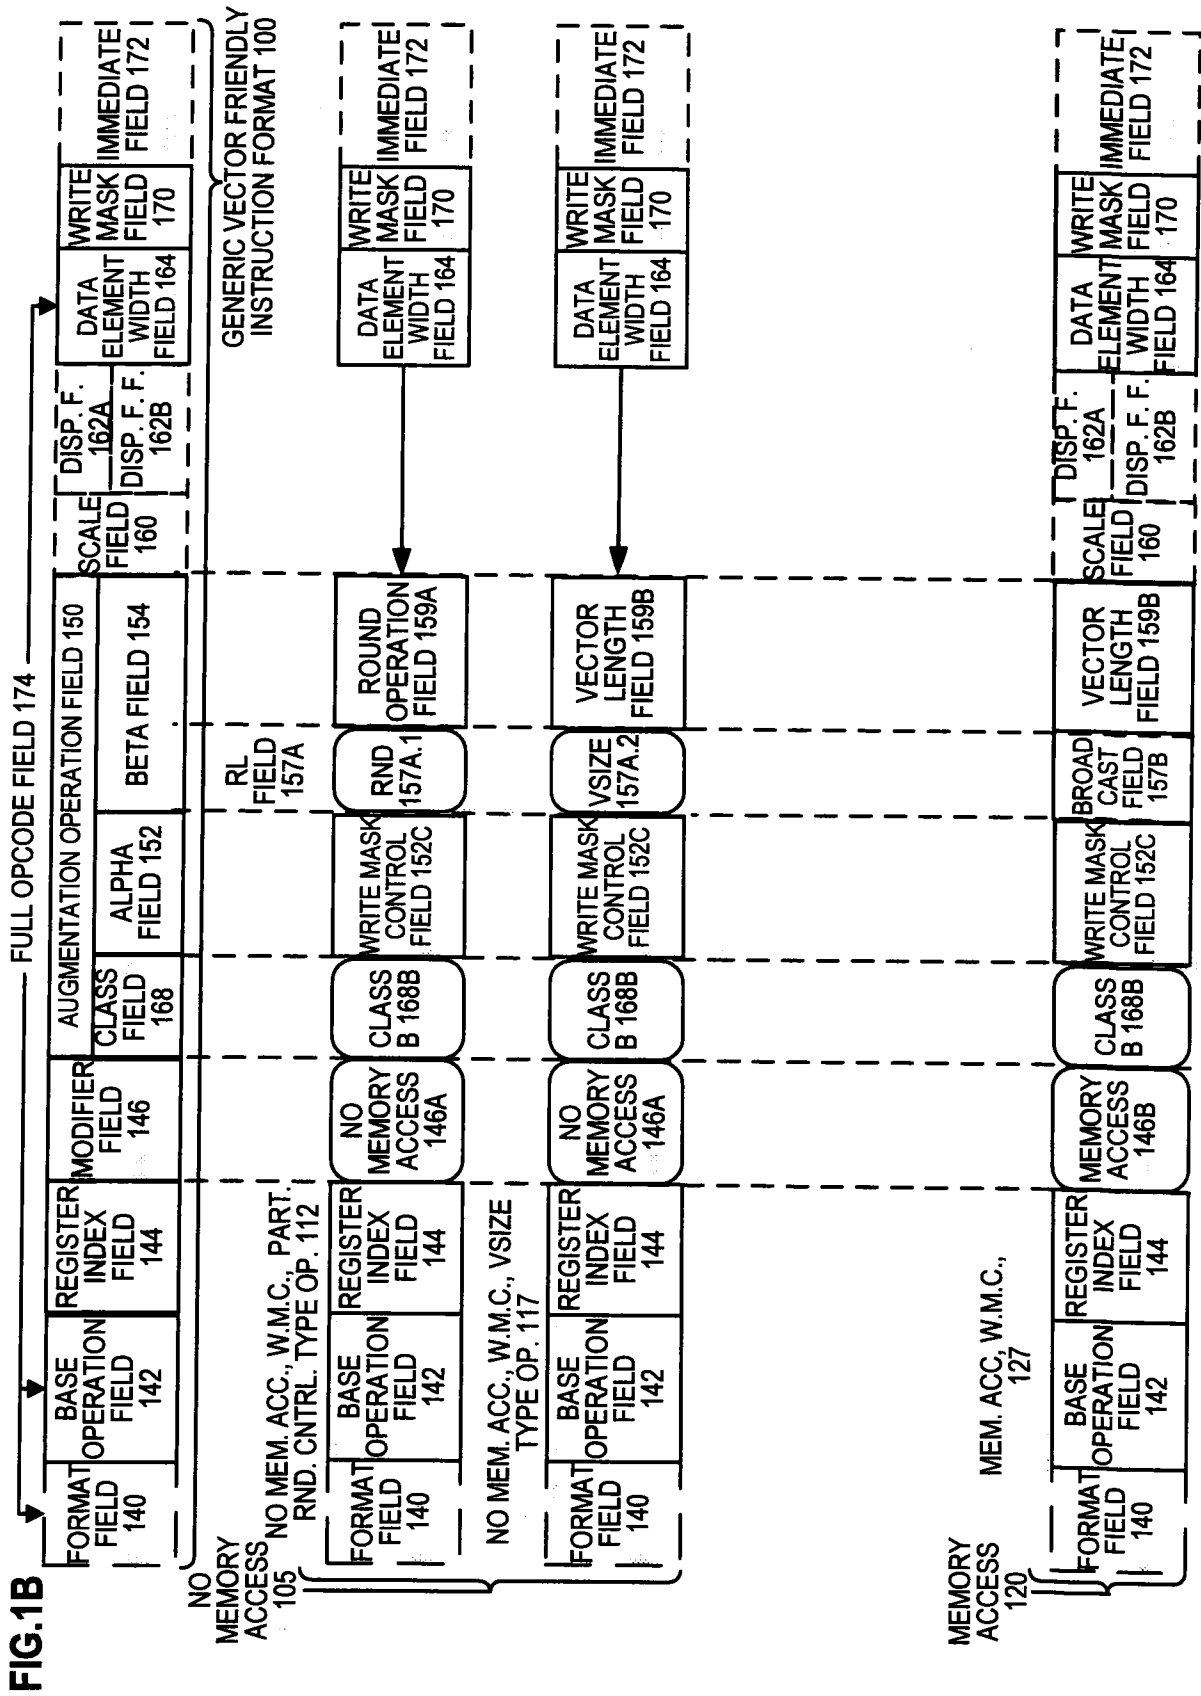 FIG.1B
FULL OPCODE FIELD 174
FORMAT
FIELD
140
BASE
OPERATION
FIELD
142
REGISTER
INDEX
FIELD
144
MODIFIER
FIELD
146
AUGMENTATION OPERATION FIELD 150
CLASS
FIELD
168
ALPHA
FIELD 152
BETA FIELD 154
SCALE
FIELD
160
DISP. F.
162A
DISP. F. F.
162B
DATA
ELEMENT
WIDTH
FIELD 164
WRITE
MASK
FIELD
170
IMMEDIATE
FIELD 172
GENERIC VECTOR FRIENDLY
INSTRUCTION FORMAT 100
NO
MEMORY
ACCESS
105
RL
FIELD
157A
NO MEM. ACC., W.M.C., PART.
RND. CNTRL. TYPE OP. 112
FORMAT
FIELD
140
BASE
OPERATION
FIELD
142
REGISTER
INDEX
FIELD
144
NO
MEMORY
ACCESS
146A
CLASS
B 168B
WRITE MASK
CONTROL
FIELD 152C
RND
157A.1
ROUND
OPERATION
FIELD 159A
DATA
ELEMENT
WIDTH
FIELD 164
WRITE
MASK
FIELD
170
IMMEDIATE
FIELD 172
NO MEM. ACC., W.M.C., VSIZE
TYPE OP. 117
FORMAT
FIELD
140
BASE
OPERATION
FIELD
142
REGISTER
INDEX
FIELD
144
NO
MEMORY
ACCESS
146A
CLASS
B 168B
WRITE MASK
CONTROL
FIELD 152C
VSIZE
157A.2
VECTOR
LENGTH
FIELD 159B
DATA
ELEMENT
WIDTH
FIELD 164
WRITE
MASK
FIELD
170
IMMEDIATE
FIELD 172
MEMORY
ACCESS
120
MEM. ACC, W.M.C.,
127
FORMAT
FIELD
140
BASE
OPERATION
FIELD
142
REGISTER
INDEX
FIELD
144
MEMORY
ACCESS
146B
CLASS
B 168B
WRITE MASK
CONTROL
FIELD 152C
BROAD
CAST
FIELD
157B
VECTOR
LENGTH
FIELD 159B
SCALE
FIELD
160
DISP. F.
162A
DISP. F. F.
162B
DATA
ELEMENT
WIDTH
FIELD 164
WRITE
MASK
FIELD
170
IMMEDIATE
FIELD 172